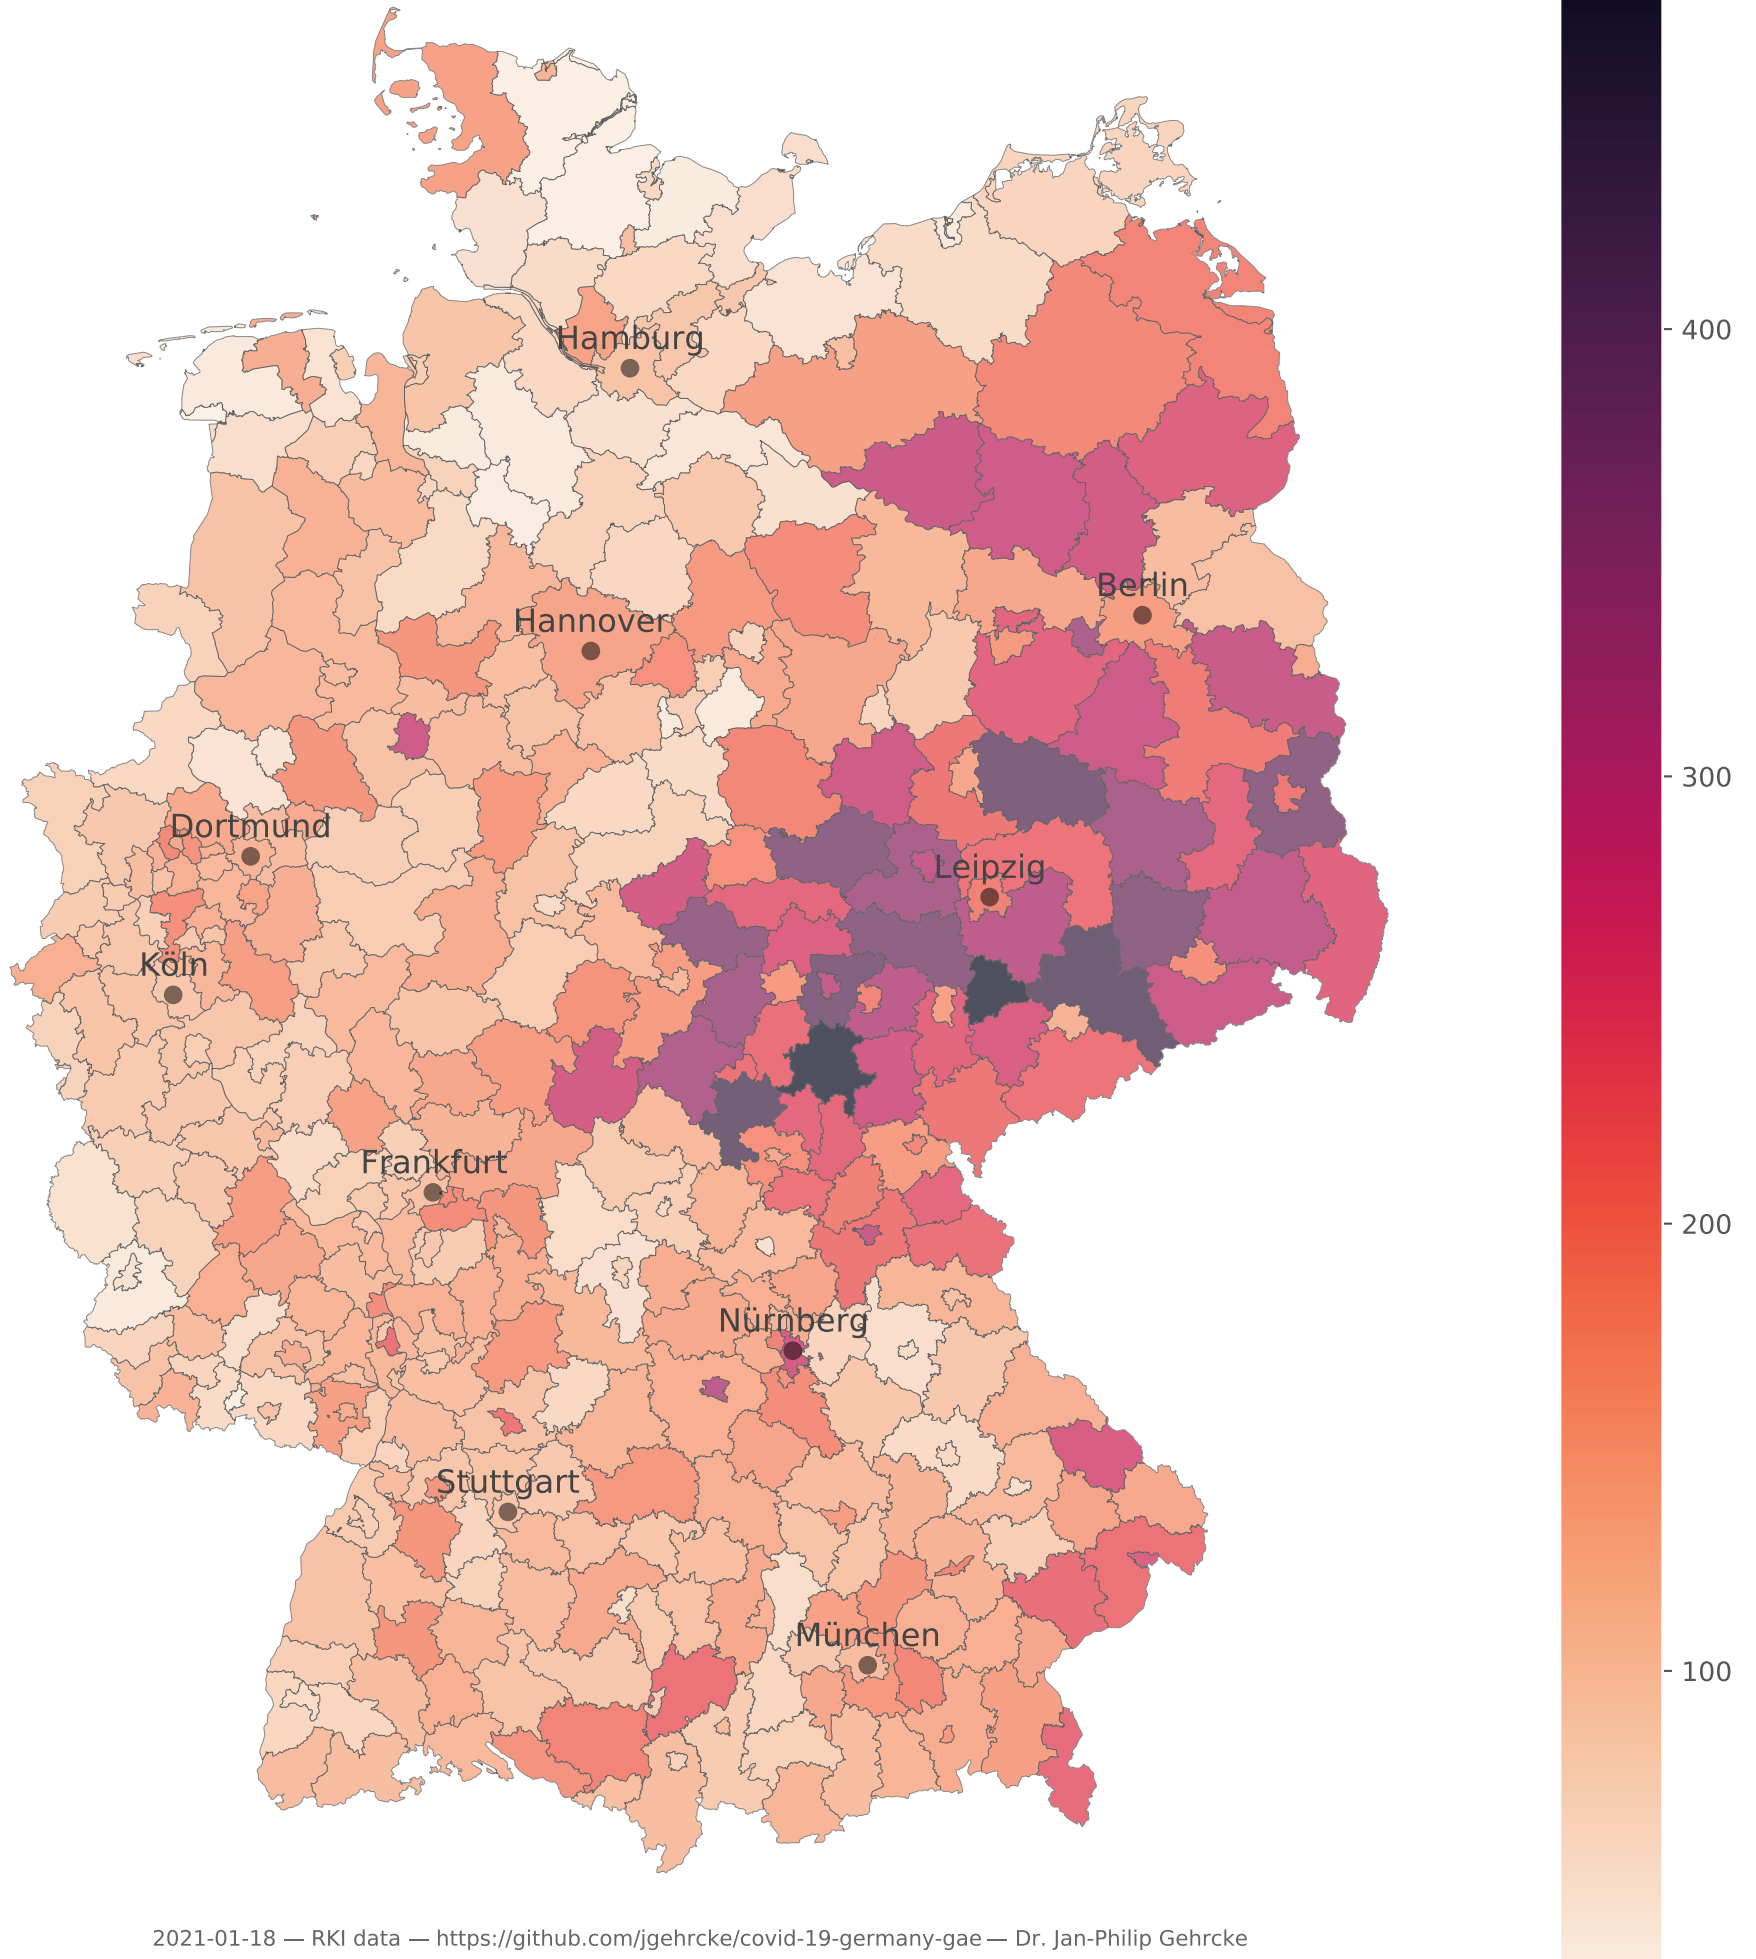 Hamburg
400
Berlin
Hannover
300
Dortmund
Leipzig
Köln
200
Frankfurt
Nürnberg
Stuttgart
München
100
2021-01-18 — RKI data — https://github.com/jgehrcke/covid-19-germany-gae — Dr. Jan-Philip Gehrcke